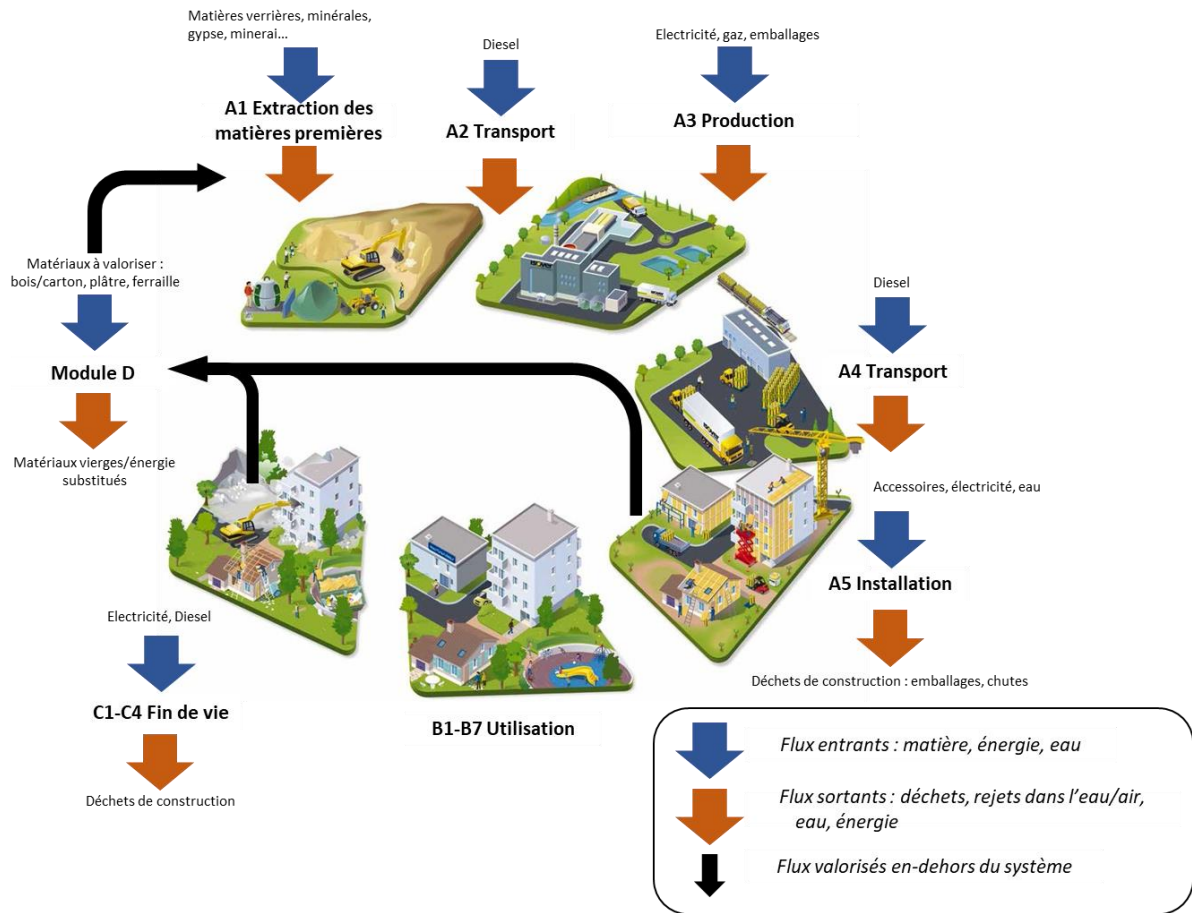 Matières verrières, minérales,
gypse, minerai...
A1 Extraction des
matières premières
Diesel
A2 Transport
Electricité, gaz, emballages
A3 Production
Matériaux à valoriser :
bois/carton, plâtre, ferraille
Module D
Matériaux vierges/énergie
substitués
Diesel
A4 Transport
Accessoires, électricité, eau
A5 Installation
Déchets de construction : emballages, chutes
Electricité, Diesel
C1-C4 Fin de vie
Déchets de construction
B1-B7 Utilisation
Flux entrants : matière, énergie, eau
Flux sortants : déchets, rejets dans l'eau/air,
eau, énergie
Flux valorisés en-dehors du système